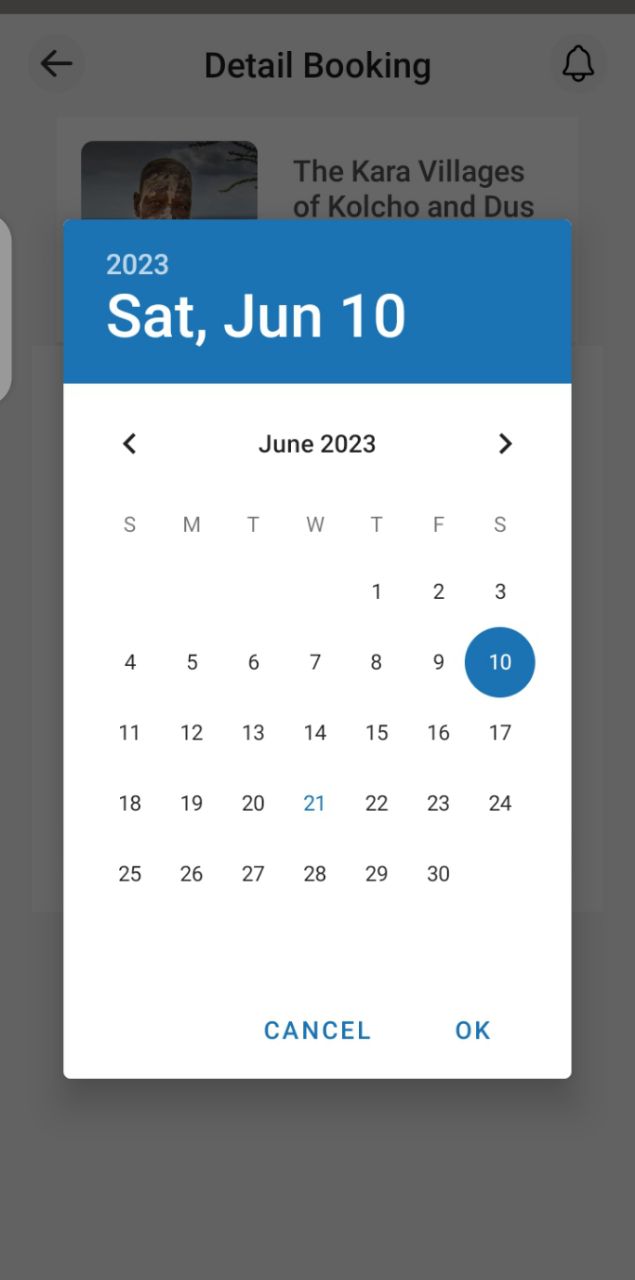 Detail Booking
The Kara Villages
of Kolcho and Dus
2023
Sat, Jun 10
June 2023
S M T W T F S
1 2 3
4 5 6 7 8 9 10
11 12 13 14 15 16 17
18 19 20 21 22 23 24
25 26 27 28 29 30
CANCEL OK